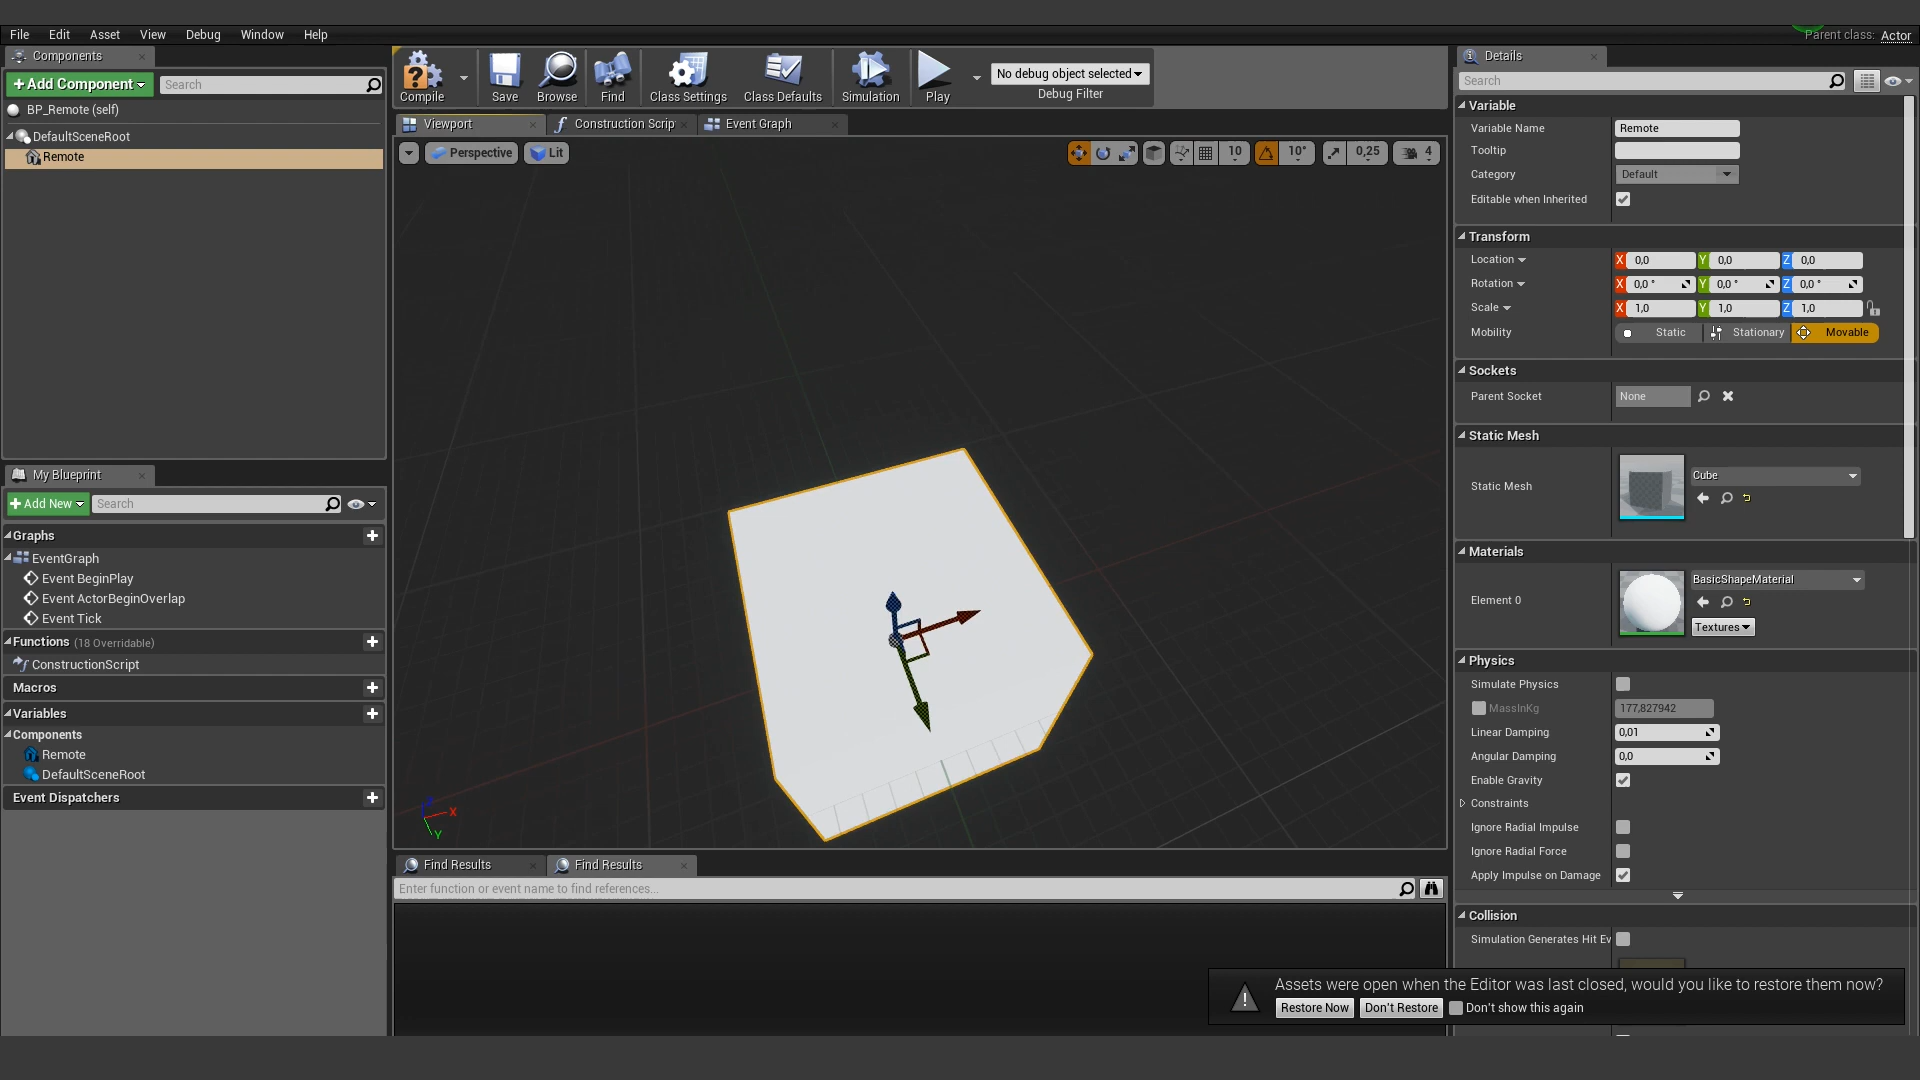 Parent class: Actor
File Edit Asset View Debug Window Help
Components
+Add Component
Search
BP_Remote (self)
DefaultSceneRoot
Remote
Compile
Save
Browse
Find
Class Settings
Class Defaults
Simulation
Play
No debug object selected
Debug Filter
Viewport
Construction Scrip
Event Graph
Perspective
Lit
10
10°
0,25
4
X
Y
Z
My Blueprint
+Add New
Search
Graphs
EventGraph
Event BeginPlay
Event ActorBeginOverlap
Event Tick
Functions (18 Overridable)
ConstructionScript
Macros
Variables
Components
Remote
DefaultSceneRoot
Event Dispatchers
Find Results
Find Results
Enter function or event name to find references...
Details
Search
Variable
Variable Name Remote
Tooltip
Category Default
Editable when Inherited
Transform
Location X 0,0 Y 0,0 Z 0,0
Rotation X 0,0 ° Y 0,0 ° Z 0,0 °
Scale X 1,0 Y 1,0 Z 1,0
Mobility Static Stationary Movable
Sockets
Parent Socket None
Static Mesh
Static Mesh Cube
Materials
Element 0 BasicShapeMaterial
Textures
Physics
Simulate Physics
MassInKg 177,827942
Linear Damping 0,01
Angular Damping 0,0
Enable Gravity
Constraints
Ignore Radial Impulse
Ignore Radial Force
Apply Impulse on Damage
Collision
Simulation Generates Hit Ev
Assets were open when the Editor was last closed, would you like to restore them now?
Restore Now Don't Restore Don't show this again